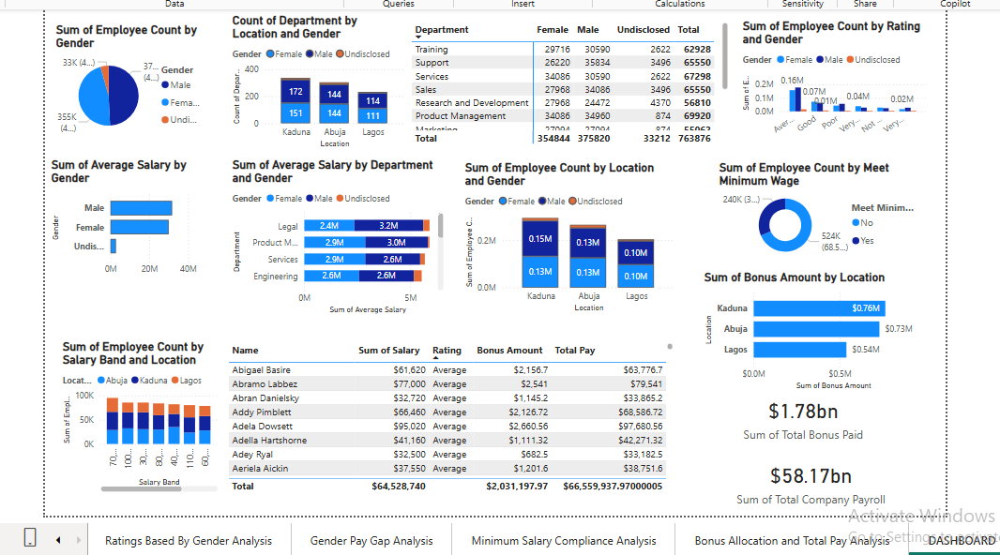 Data Queries Insert Calculations Sensitivity Share Copilot
Sum of Employee Count by
Gender
33K (4...)
37...
(4...)
355K
(4...)
Gender
Male
Fema...
Undi...
Count of Department by
Location and Gender
Gender Female Male Undisclosed
Count of Depar...
400
200
0
172
151
144
144
114
111
Kaduna Abuja Lagos
Location
Department Female Male Undisclosed Total
Training 29716 30590 2622 62928
Support 26220 35834 3496 65550
Services 34086 30590 2622 67298
Sales 27968 34086 3496 65550
Research and Development 27968 24472 4370 56810
Product Management 34086 34960 874 69920
Marketing 27094 27094 874 55062
Total 354844 375820 33212 763876
Sum of Employee Count by Rating
and Gender
Gender Female Male Undisclosed
Sum of E...
0.2M
0.1M
0.0M
0.16M
0.07M
0.01M
0.04M
0.02M
Aver... Good Poor Very... Not ... Very...
Sum of Average Salary by
Gender
Gender
Male
Female
Undis...
0M 20M 40M
Sum of Average Salary by Department
and Gender
Gender Female Male Undisclosed
Department
Legal 2.4M 3.2M
Product M... 2.9M 3.0M
Services 2.9M 2.6M
Engineering 2.6M 2.6M
0M 5M
Sum of Average Salary
Sum of Employee Count by Location
and Gender
Gender Female Male Undisclosed
Sum of Employee C...
0.2M
0.0M
0.15M
0.13M
0.13M
0.13M
0.10M
0.10M
Kaduna Abuja Lagos
Location
Sum of Employee Count by Meet
Minimum Wage
240K (3...)
524K
(68.5...)
Meet Minim...
No
Yes
Sum of Bonus Amount by Location
Location
Kaduna $0.76M
Abuja $0.73M
Lagos $0.54M
$0.0M $0.5M
Sum of Bonus Amount
Sum of Employee Count by
Salary Band and Location
Locat... Abuja Kaduna Lagos
Sum of Empl...
100K
50K
0K
70,... 100... 30,... 80,... 40,... 110... 60,...
Salary Band
Name Sum of Salary Rating Bonus Amount Total Pay
Abigael Basire $61,620 Average $2,156.7 $63,776.7
Abramo Labbez $77,000 Average $2,541 $79,541
Abran Danielsky $32,720 Average $1,145.2 $33,865.2
Addy Pimblett $66,460 Average $2,126.72 $68,586.72
Adela Dowsett $95,020 Average $2,660.56 $97,680.56
Adella Hartshorne $41,160 Average $1,111.32 $42,271.32
Adey Ryal $32,500 Average $682.5 $33,182.5
Aeriela Aickin $37,550 Average $1,201.6 $38,751.6
Total $64,528,740 $2,031,197.97 $66,559,937.97000005
$1.78bn
Sum of Total Bonus Paid
$58.17bn
Sum of Total Company Payroll
Activate Windows
Go to Settings to activate
Ratings Based By Gender Analysis Gender Pay Gap Analysis Minimum Salary Compliance Analysis Bonus Allocation and Total Pay Analysis DASHBOARD